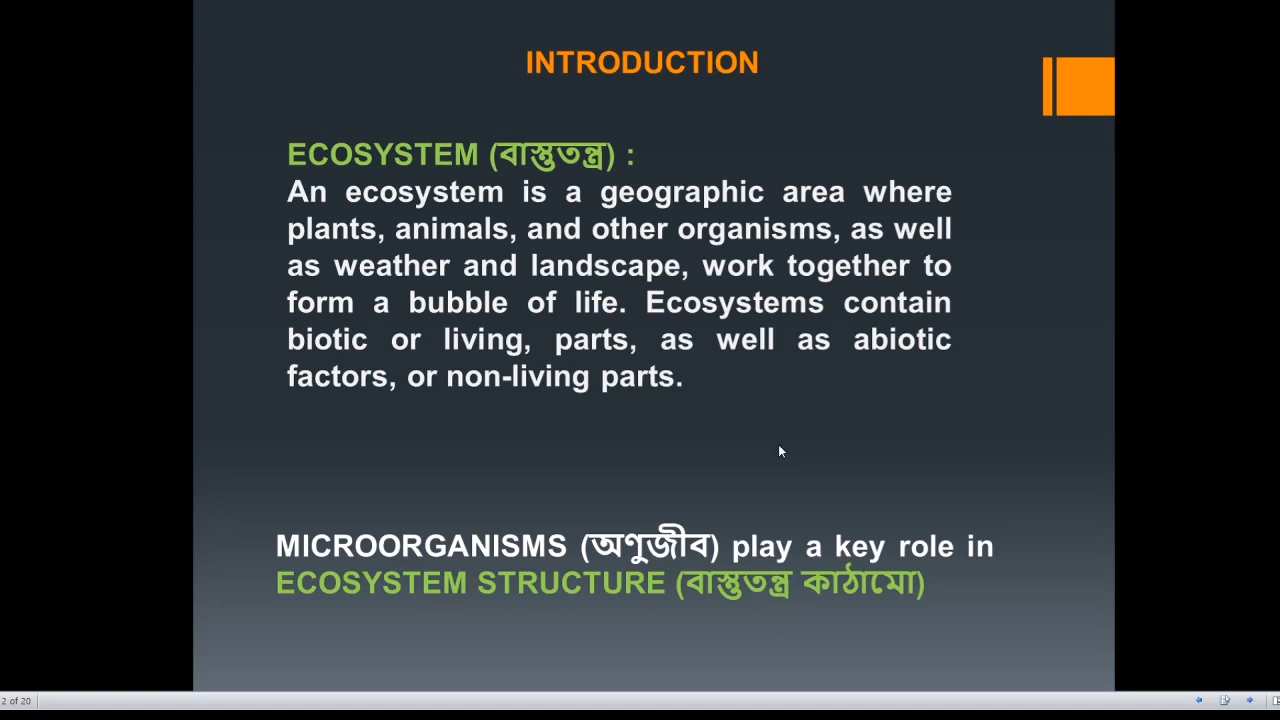 INTRODUCTION
ECOSYSTEM (বাস্তুতন্ত্র) :
An ecosystem is a geographic area where
plants, animals, and other organisms, as well
as weather and landscape, work together to
form a bubble of life. Ecosystems contain
biotic or living, parts, as well as abiotic
factors, or non-living parts.
MICROORGANISMS (অণুজীব) play a key role in
ECOSYSTEM STRUCTURE (বাস্তুতন্ত্র কাঠামো)
2 of 20